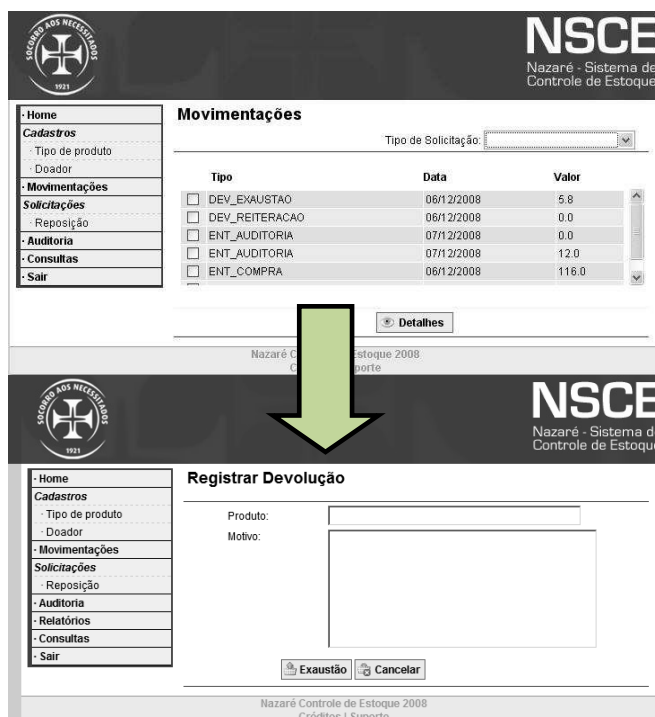 SOCORRO AOS NECESSITADOS
1921
NSCE
Nazaré - Sistema de
Controle de Estoque
· Home
Cadastros
· Tipo de produto
· Doador
· Movimentações
Solicitações
· Reposição
· Auditoria
· Consultas
· Sair
Movimentações
Tipo de Solicitação:
Tipo Data Valor
DEV_EXAUSTAO 06/12/2008 5.8
DEV_REITERACAO 06/12/2008 0.0
ENT_AUDITORIA 07/12/2008 0.0
ENT_AUDITORIA 07/12/2008 12.0
ENT_COMPRA 06/12/2008 116.0
Detalhes
Nazaré C estoque 2008
C porte
SOCORRO AOS NECESSITADOS
1921
NSCE
Nazaré - Sistema d
Controle de Estoqu
· Home
Cadastros
· Tipo de produto
· Doador
· Movimentações
Solicitações
· Reposição
· Auditoria
· Relatórios
· Consultas
· Sair
Registrar Devolução
Produto:
Motivo:
Exaustão Cancelar
Nazaré Controle de Estoque 2008
Créditos | Suporte